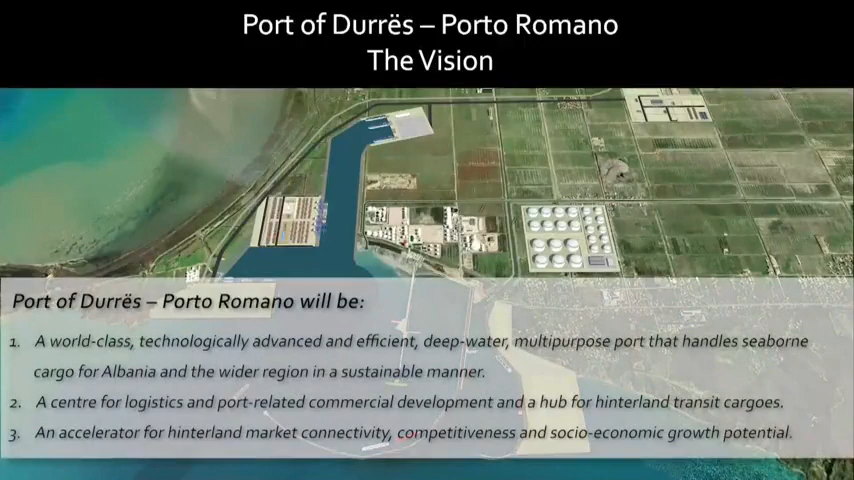 Port of Durrës – Porto Romano
The Vision
Port of Durrës – Porto Romano will be:
1. A world-class, technologically advanced and efficient, deep-water, multipurpose port that handles seaborne
cargo for Albania and the wider region in a sustainable manner.
2. A centre for logistics and port-related commercial development and a hub for hinterland transit cargoes.
3. An accelerator for hinterland market connectivity, competitiveness and socio-economic growth potential.